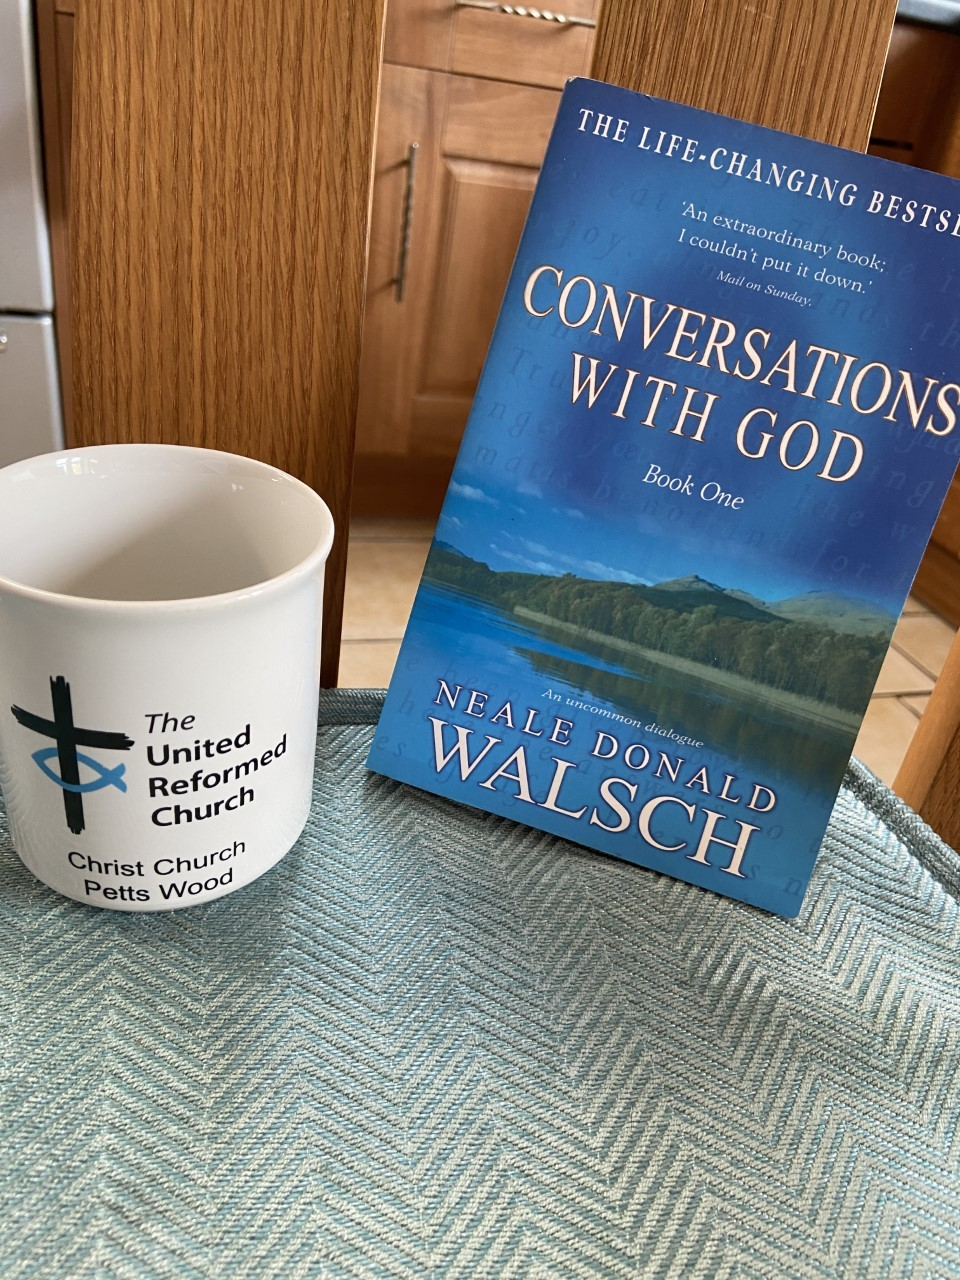 THE LIFE-CHANGING
'An extraordinary book;
I couldn't put it down.'
Mail on Sunday.
CONVERSATIONS
WITH GOD
Book One
An uncommon dialogue
NEALE DONALD
WALSCH
The
United
Reformed
Church
Christ Church
Petts Wood